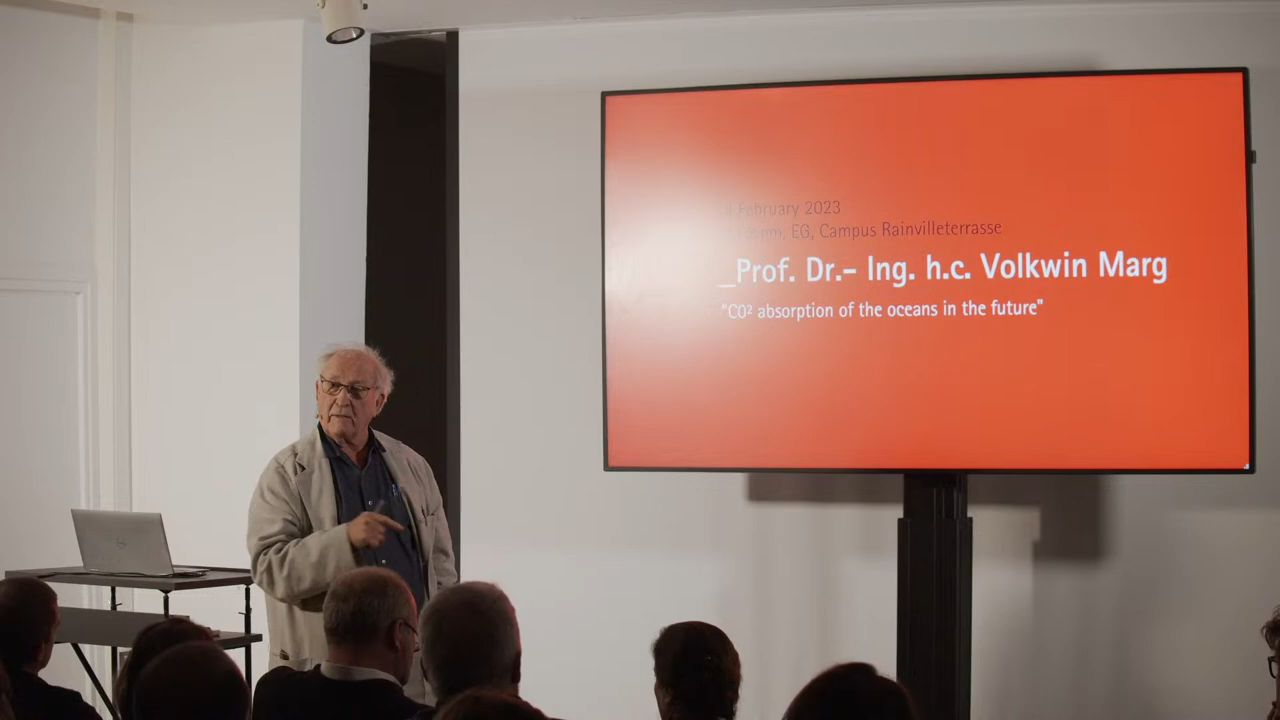 February 2023
EG, Campus Rainvilleterrasse
_Prof. Dr.- Ing. h.c. Volkwin Marg
"CO² absorption of the oceans in the future"